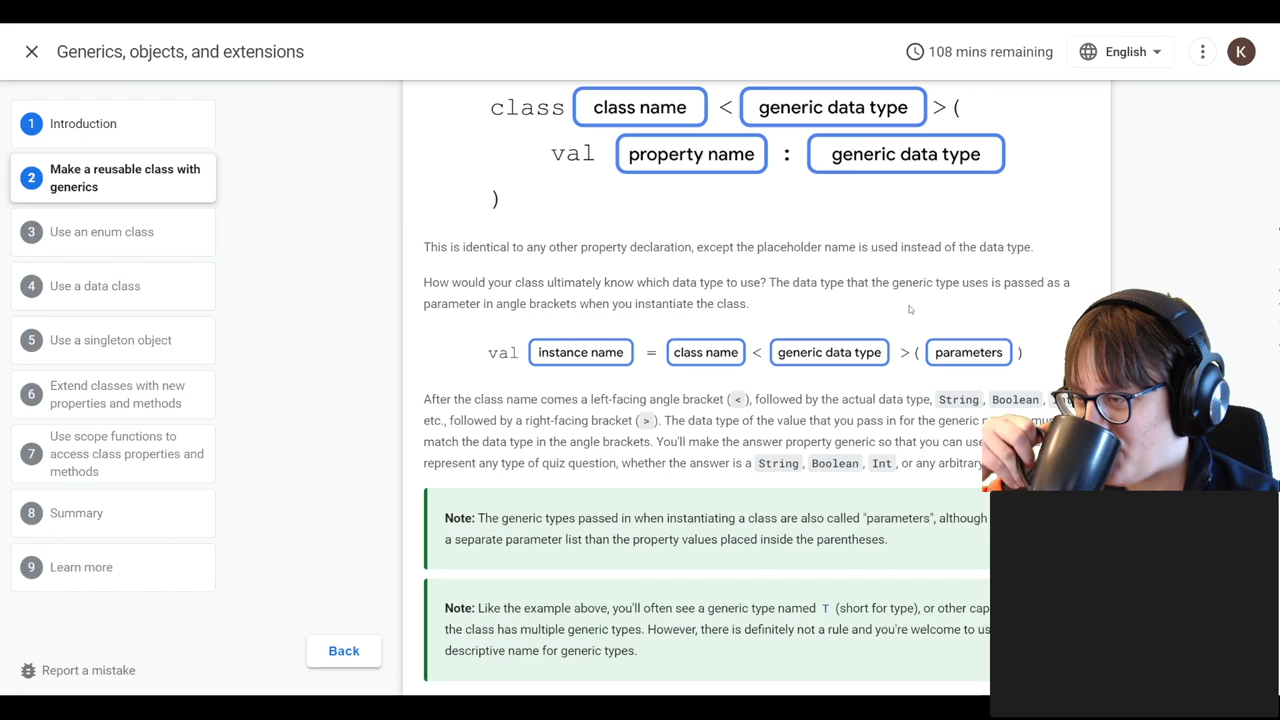 Generics, objects, and extensions
108 mins remaining
English
K
1 Introduction
2 Make a reusable class with
generics
3 Use an enum class
4 Use a data class
5 Use a singleton object
6 Extend classes with new
properties and methods
7 Use scope functions to
access class properties and
methods
8 Summary
9 Learn more
Back
Report a mistake
class class name < generic data type >(
val property name : generic data type
)
This is identical to any other property declaration, except the placeholder name is used instead of the data type.
How would your class ultimately know which data type to use? The data type that the generic type uses is passed as a
parameter in angle brackets when you instantiate the class.
val instance name = class name < generic data type >( parameters )
After the class name comes a left-facing angle bracket ( < ), followed by the actual data type, String , Boolean , Int
etc., followed by a right-facing bracket ( > ). The data type of the value that you pass in for the generic
match the data type in the angle brackets. You'll make the answer property generic so that you can use
represent any type of quiz question, whether the answer is a String , Boolean , Int , or any arbitrary
Note: The generic types passed in when instantiating a class are also called "parameters", although
a separate parameter list than the property values placed inside the parentheses.
Note: Like the example above, you'll often see a generic type named T (short for type), or other
the class has multiple generic types. However, there is definitely not a rule and you're welcome to
descriptive name for generic types.